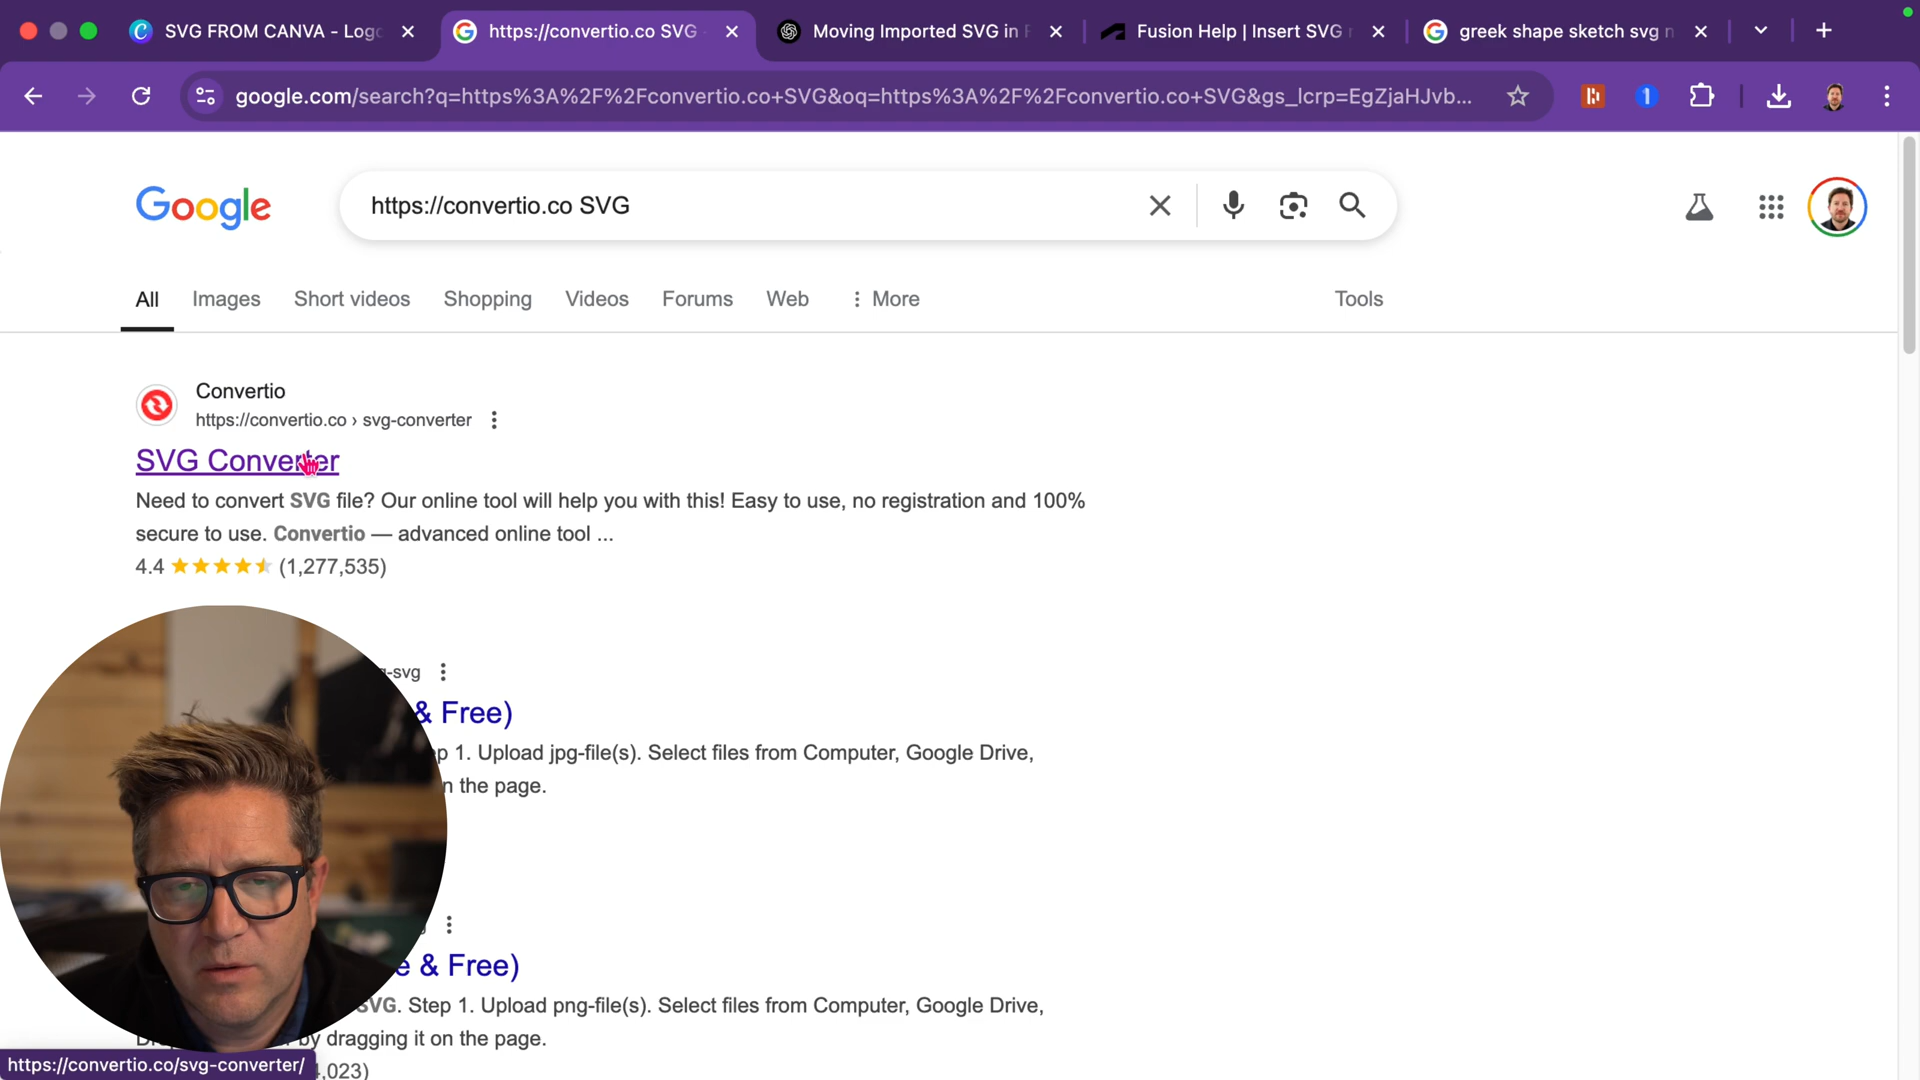 SVG FROM CANVA - Logo
https://convertio.co SVG
Moving Imported SVG in F
Fusion Help | Insert SVG
greek shape sketch svg
google.com/search?q=https%3A%2F%2Fconvertio.co+SVG&oq=https%3A%2F%2Fconvertio.co+SVG&gs_lcrp=EgZjaHJvb...
Google
https://convertio.co SVG
All Images Short videos Shopping Videos Forums Web More Tools
Convertio
https://convertio.co › svg-converter
SVG Converter
Need to convert SVG file? Our online tool will help you with this! Easy to use, no registration and 100%
secure to use. Convertio — advanced online tool ...
4.4 (1,277,535)
-svg
& Free)
p 1. Upload jpg-file(s). Select files from Computer, Google Drive,
n the page.
e & Free)
SVG. Step 1. Upload png-file(s). Select files from Computer, Google Drive,
by dragging it on the page.
,023)
https://convertio.co/svg-converter/